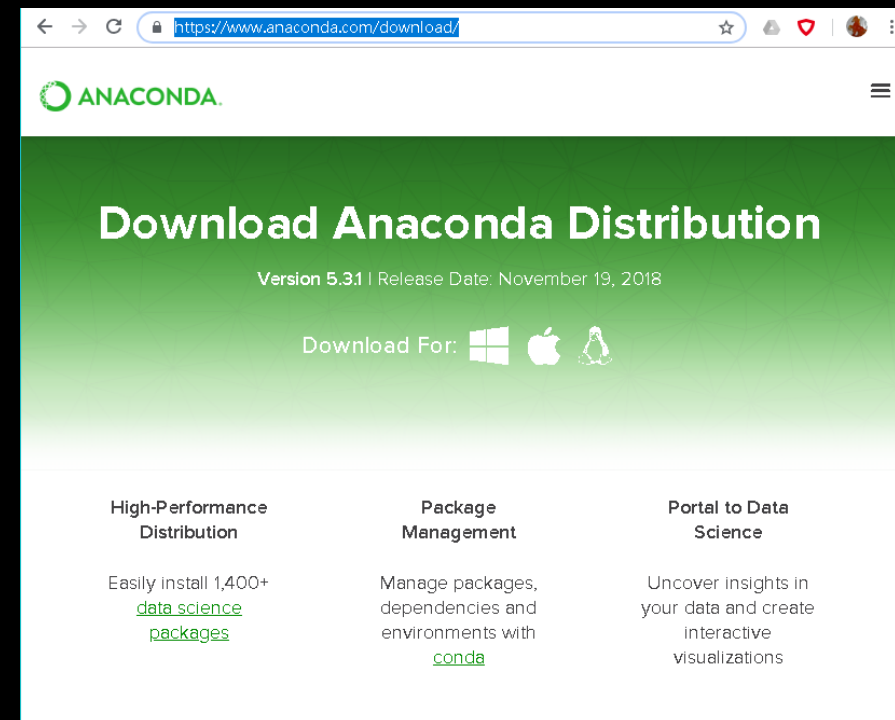 https://www.anaconda.com/download/
ANACONDA.
Download Anaconda Distribution
Version 5.3.1 | Release Date: November 19, 2018
Download For:
High-Performance
Distribution
Easily install 1,400+
data science
packages
Package
Management
Manage packages,
dependencies and
environments with
conda
Portal to Data
Science
Uncover insights in
your data and create
interactive
visualizations